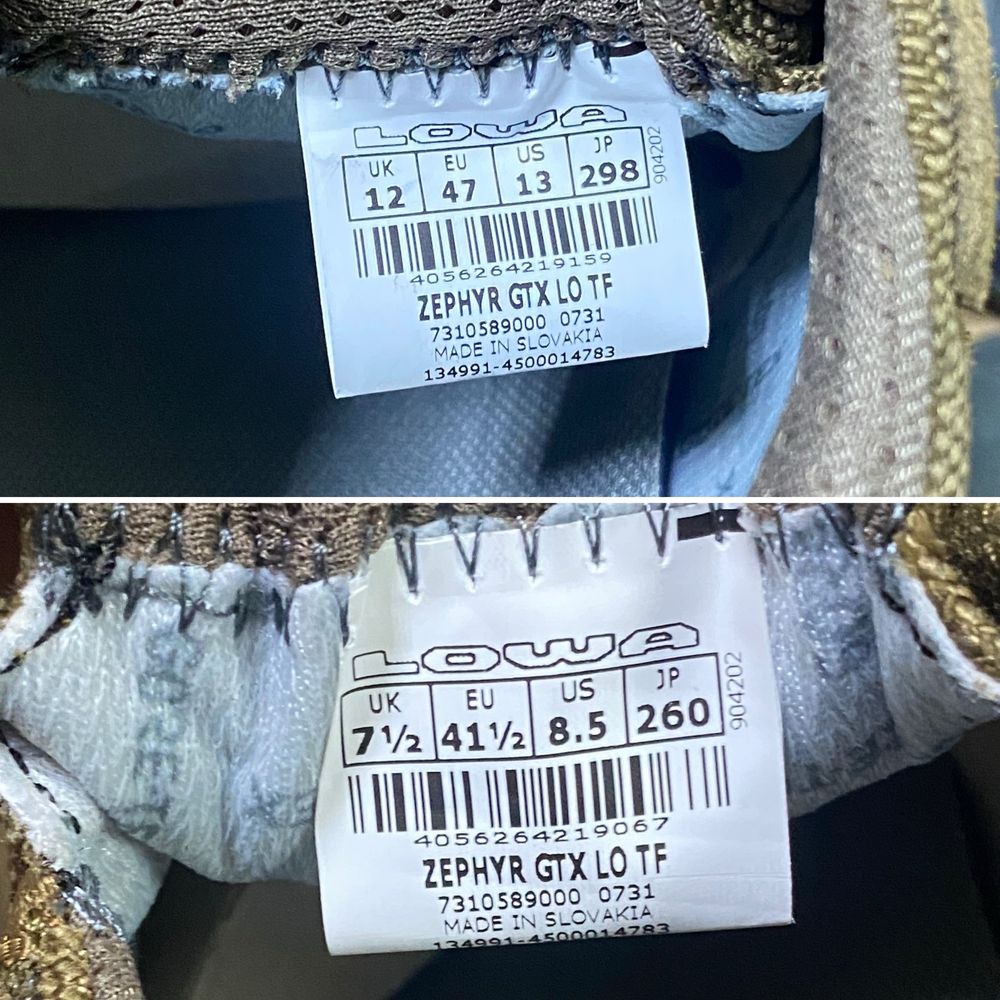 LOWA
UK EU US JP
12 47 13 298
904202
4056264219159
ZEPHYR GTX LO TF
7310589000 0731
MADE IN SLOVAKIA
134991-4500014783
LOWA
UK EU US JP
7½ 41½ 8.5 260
904202
4056264219067
ZEPHYR GTX LO TF
7310589000 0731
MADE IN SLOVAKIA
134991-4500014783